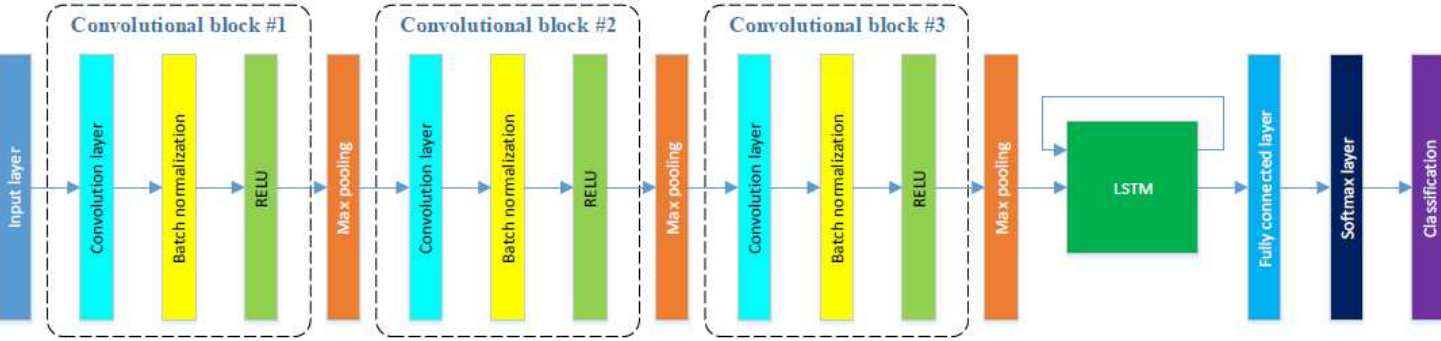 Convolutional block #1
Convolutional block #2
Convolutional block #3
Input layer
Convolution layer
Batch normalization
RELU
Max pooling
Convolution layer
Batch normalization
RELU
Max pooling
Convolution layer
Batch normalization
RELU
Max pooling
LSTM
Fully connected layer
Softmax layer
Classification